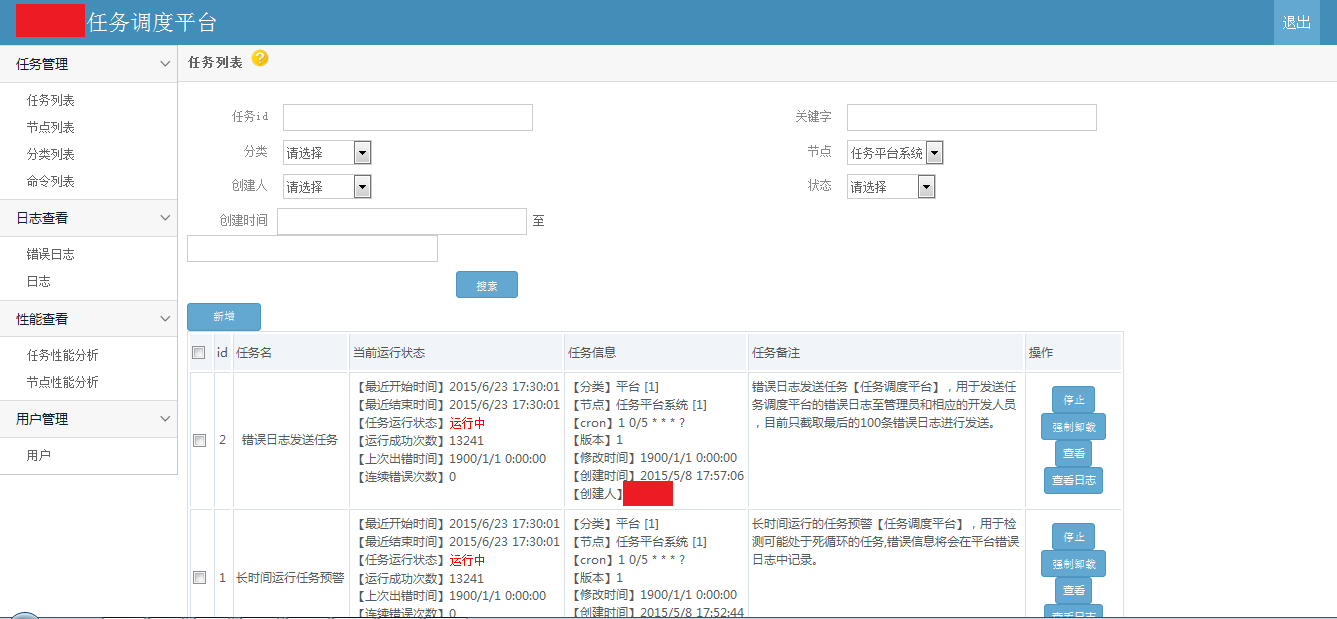 任务调度平台
退出
任务管理
任务列表
节点列表
分类列表
命令列表
日志查看
错误日志
日志
性能查看
任务性能分析
节点性能分析
用户管理
用户
任务列表 ?
任务id
关键字
分类 请选择
节点 任务平台系统
创建人 请选择
状态 请选择
创建时间 至
搜索
新增
id 任务名 当前运行状态 任务信息 任务备注 操作
2
错误日志发送任务
【最近开始时间】2015/6/23 17:30:01
【最近结束时间】2015/6/23 17:30:01
【任务运行状态】运行中
【运行成功次数】13241
【上次出错时间】1900/1/1 0:00:00
【连续错误次数】0
【分类】平台 [1]
【节点】任务平台系统 [1]
【cron】1 0/5 * * * ?
【版本】1
【修改时间】1900/1/1 0:00:00
【创建时间】2015/5/8 17:57:06
【创建人】
错误日志发送任务【任务调度平台】，用于发送任
务调度平台的错误日志至管理员和相应的开发人员
，目前只截取最后的100条错误日志进行发送。
停止
强制卸载
查看
查看日志
1
长时间运行任务预警
【最近开始时间】2015/6/23 17:30:01
【最近结束时间】2015/6/23 17:30:01
【任务运行状态】运行中
【运行成功次数】13241
【上次出错时间】1900/1/1 0:00:00
【连续错误次数】0
【分类】平台 [1]
【节点】任务平台系统 [1]
【cron】1 0/5 * * * ?
【版本】1
【修改时间】1900/1/1 0:00:00
【创建时间】2015/5/8 17:52:44
长时间运行的任务预警【任务调度平台】，用于检
测可能处于死循环的任务,错误信息将会在平台错误
日志中记录。
停止
强制卸载
查看
查看日志